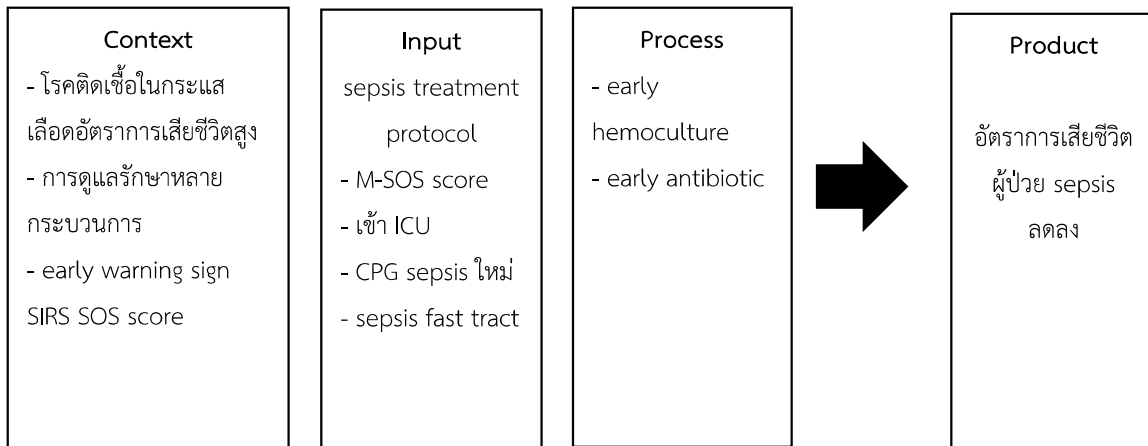 Context
- โรคติดเชื้อในกระแส
เลือดอัตราการเสียชีวิตสูง
- การดูแลรักษาหลาย
กระบวนการ
- early warning sign
SIRS SOS score
Input
sepsis treatment
protocol
- M-SOS score
- เข้า ICU
- CPG sepsis ใหม่
- sepsis fast tract
Process
- early
hemoculture
- early antibiotic
Product
อัตราการเสียชีวิต
ผู้ป่วย sepsis
ลดลง